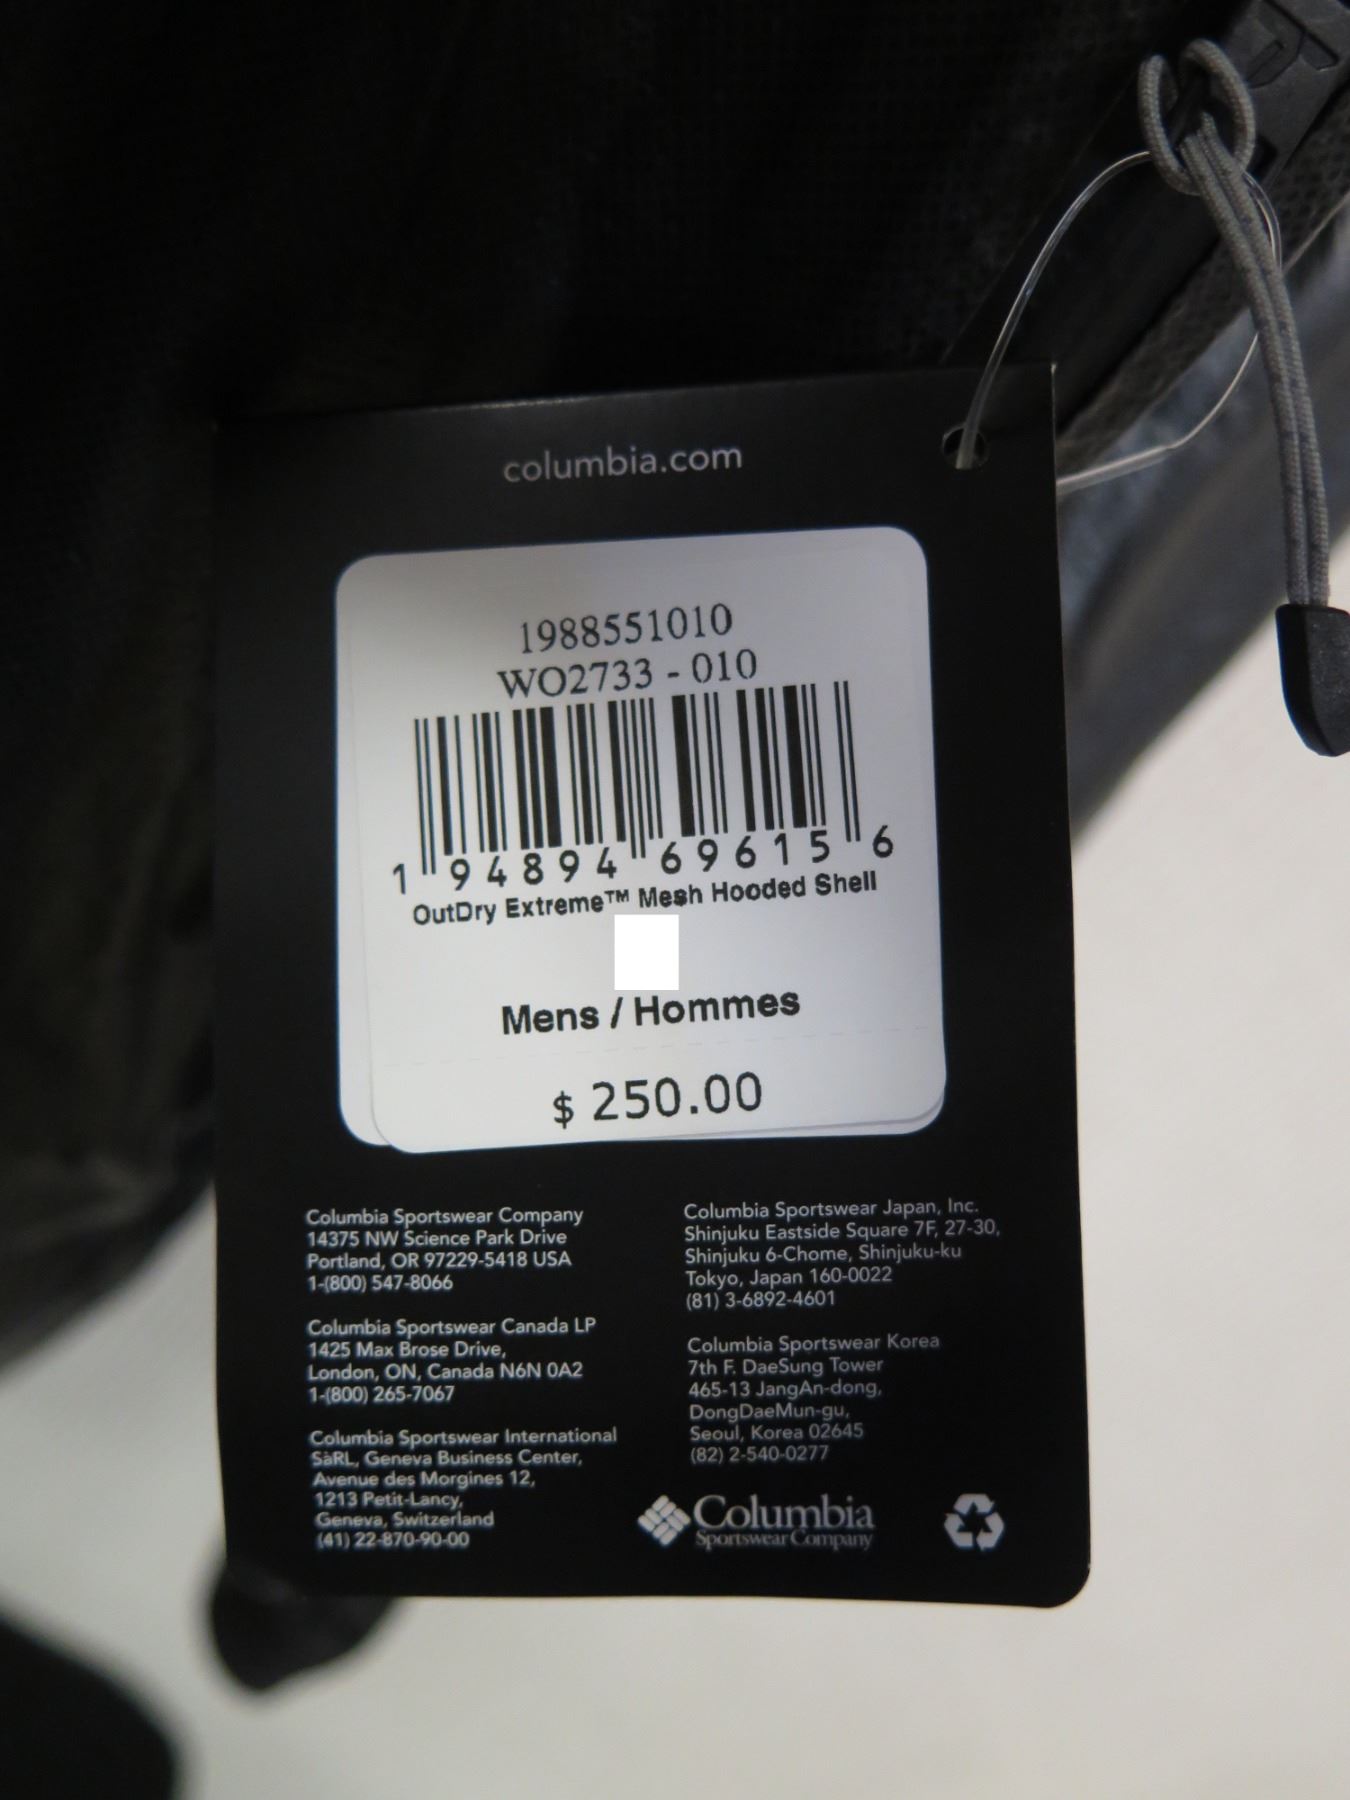 columbia.com
1988551010
WO2733 - 010
1 94894 69615 6
OutDry Extreme™ Mesh Hooded Shell
Mens / Hommes
$ 250.00
Columbia Sportswear Company
14375 NW Science Park Drive
Portland, OR 97229-5418 USA
1-(800) 547-8066
Columbia Sportswear Canada LP
1425 Max Brose Drive,
London, ON, Canada N6N 0A2
1-(800) 265-7067
Columbia Sportswear International
SàRL, Geneva Business Center,
Avenue des Morgines 12,
1213 Petit-Lancy,
Geneva, Switzerland
(41) 22-870-90-00
Columbia Sportswear Japan, Inc.
Shinjuku Eastside Square 7F, 27-30,
Shinjuku 6-Chome, Shinjuku-ku
Tokyo, Japan 160-0022
(81) 3-6892-4601
Columbia Sportswear Korea
7th F. DaeSung Tower
465-13 JangAn-dong,
DongDaeMun-gu,
Seoul, Korea 02645
(82) 2-540-0277
Columbia
Sportswear Company